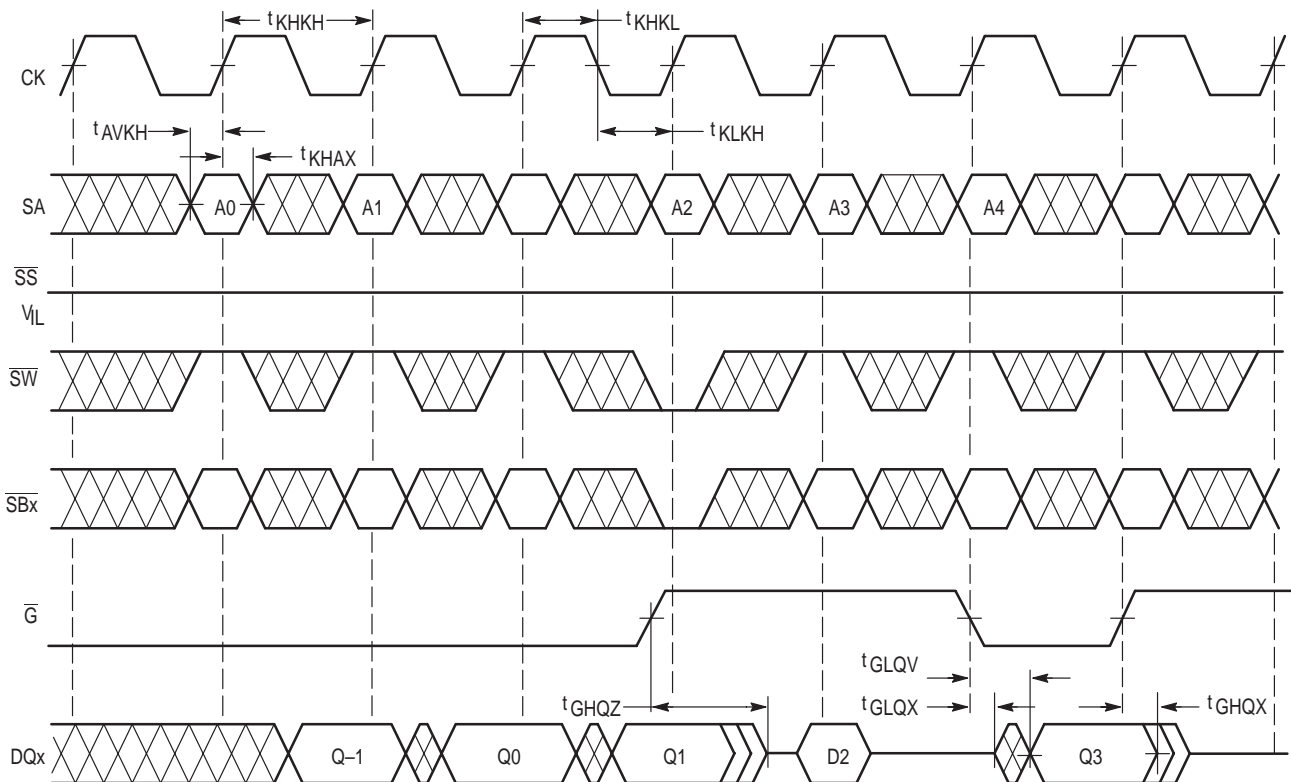 tKHKH
tKHKL
CK
tAVKH
tKLKH
tKHAX
SA
A0
A1
A2
A3
A4
SS
VIL
SW
SBx
G
tGLQV
tGHQZ
tGLQX
tGHQX
DQx
Q–1
Q0
Q1
D2
Q3